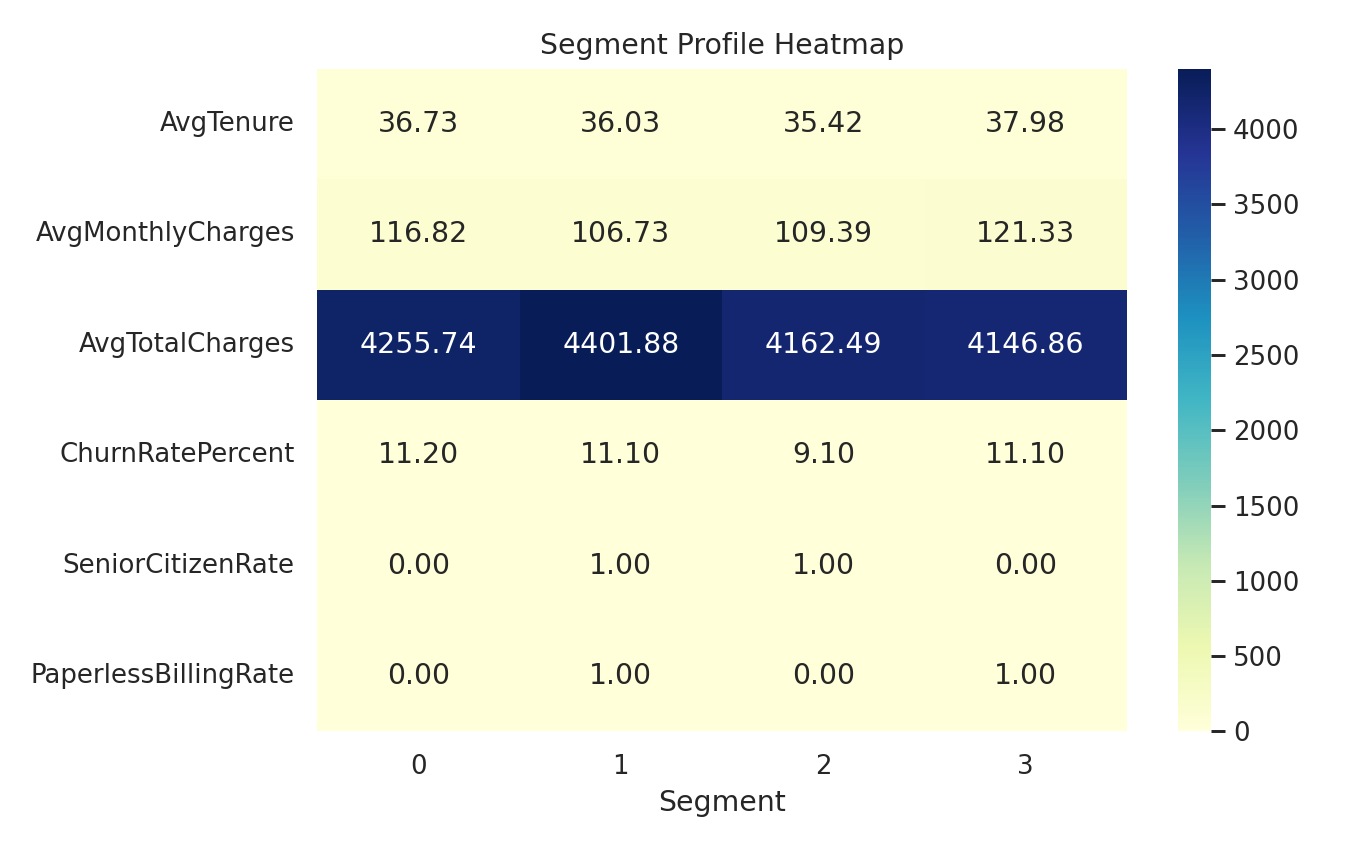 Segment Profile Heatmap
AvgTenure 36.73 36.03 35.42 37.98
AvgMonthlyCharges 116.82 106.73 109.39 121.33
AvgTotalCharges 4255.74 4401.88 4162.49 4146.86
ChurnRatePercent 11.20 11.10 9.10 11.10
SeniorCitizenRate 0.00 1.00 1.00 0.00
PaperlessBillingRate 0.00 1.00 0.00 1.00
0 1 2 3
Segment
4000
3500
3000
2500
2000
1500
1000
500
0